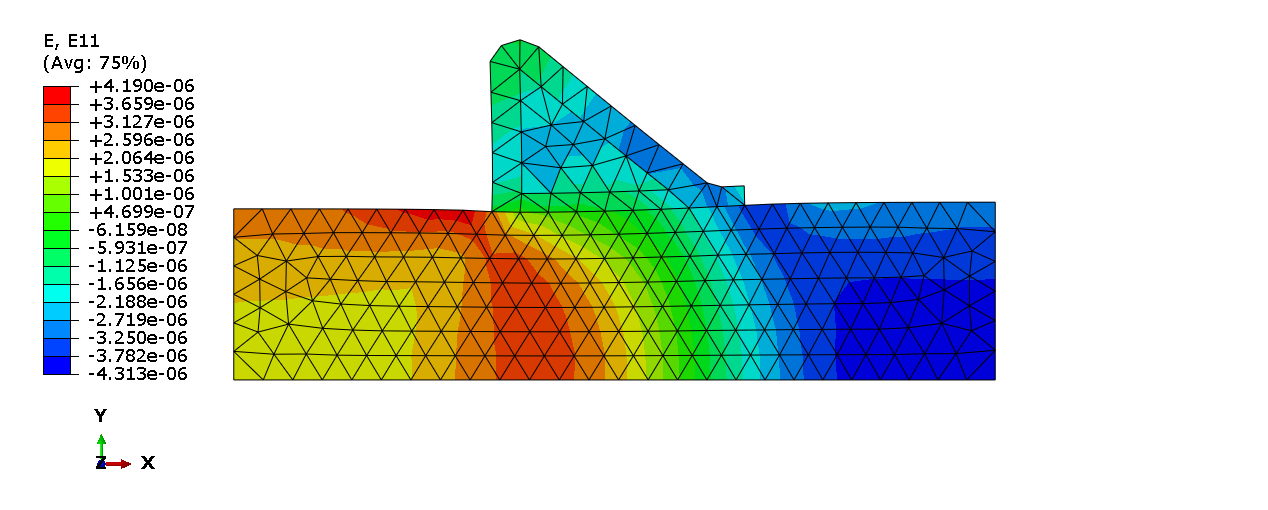 E, E11
(Avg: 75%)
+4.190e-06
+3.659e-06
+3.127e-06
+2.596e-06
+2.064e-06
+1.533e-06
+1.001e-06
+4.699e-07
-6.159e-08
-5.931e-07
-1.125e-06
-1.656e-06
-2.188e-06
-2.719e-06
-3.250e-06
-3.782e-06
-4.313e-06
Y
Z X